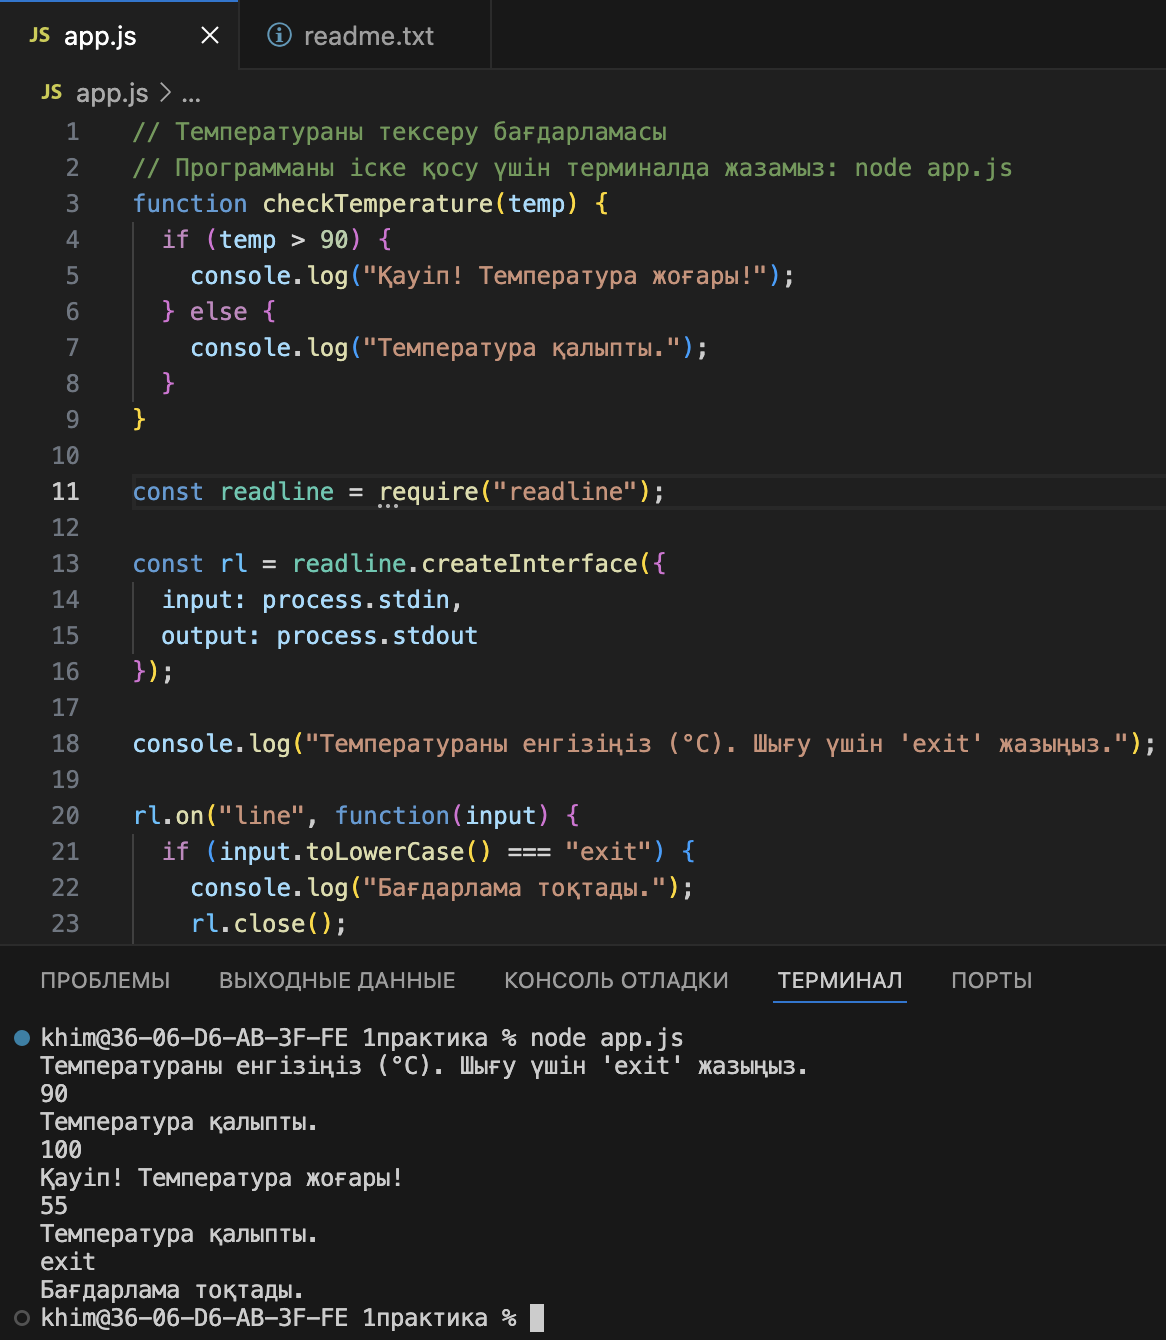 JS app.js
readme.txt
JS app.js > ...
1 // Температураны тексеру бағдарламасы
2 // Программаны іске қосу үшін терминалда жазамыз: node app.js
3 function checkTemperature(temp) {
4 if (temp > 90) {
5 console.log("Қауіп! Температура жоғары!");
6 } else {
7 console.log("Температура қалыпты.");
8 }
9 }
10
11 const readline = require("readline");
12
13 const rl = readline.createInterface({
14 input: process.stdin,
15 output: process.stdout
16 });
17
18 console.log("Температураны енгізіңіз (°C). Шығу үшін 'exit' жазыңыз.");
19
20 rl.on("line", function(input) {
21 if (input.toLowerCase() === "exit") {
22 console.log("Бағдарлама тоқтады.");
23 rl.close();
ПРОБЛЕМЫ ВЫХОДНЫЕ ДАННЫЕ КОНСОЛЬ ОТЛАДКИ ТЕРМИНАЛ ПОРТЫ
khim@36-06-D6-AB-3F-FE 1практика % node app.js
Температураны енгізіңіз (°C). Шығу үшін 'exit' жазыңыз.
90
Температура қалыпты.
100
Қауіп! Температура жоғары!
55
Температура қалыпты.
exit
Бағдарлама тоқтады.
khim@36-06-D6-AB-3F-FE 1практика %